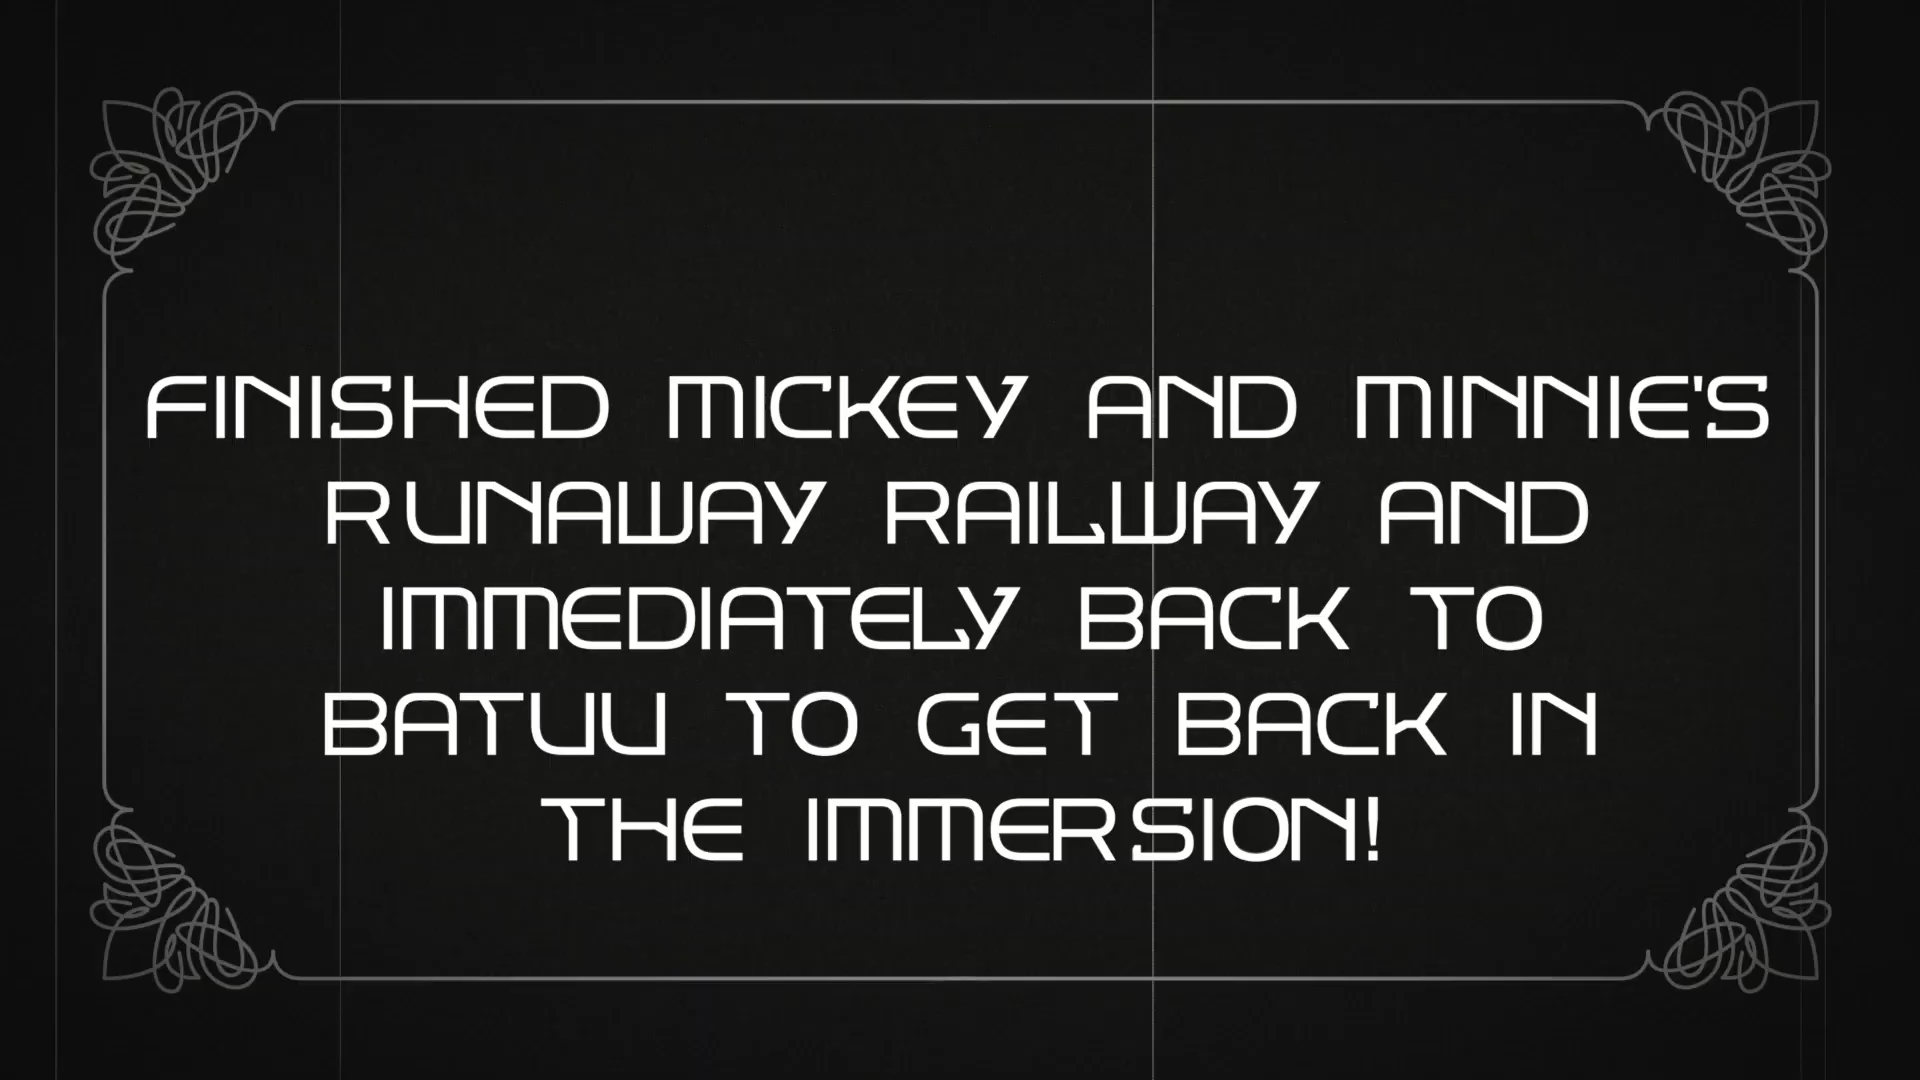 FINISHED MICKEY AND MINNIE'S
RUNAWAY RAILWAY AND
IMMEDIATELY BACK TO
BATUU TO GET BACK IN
THE IMMERSION!